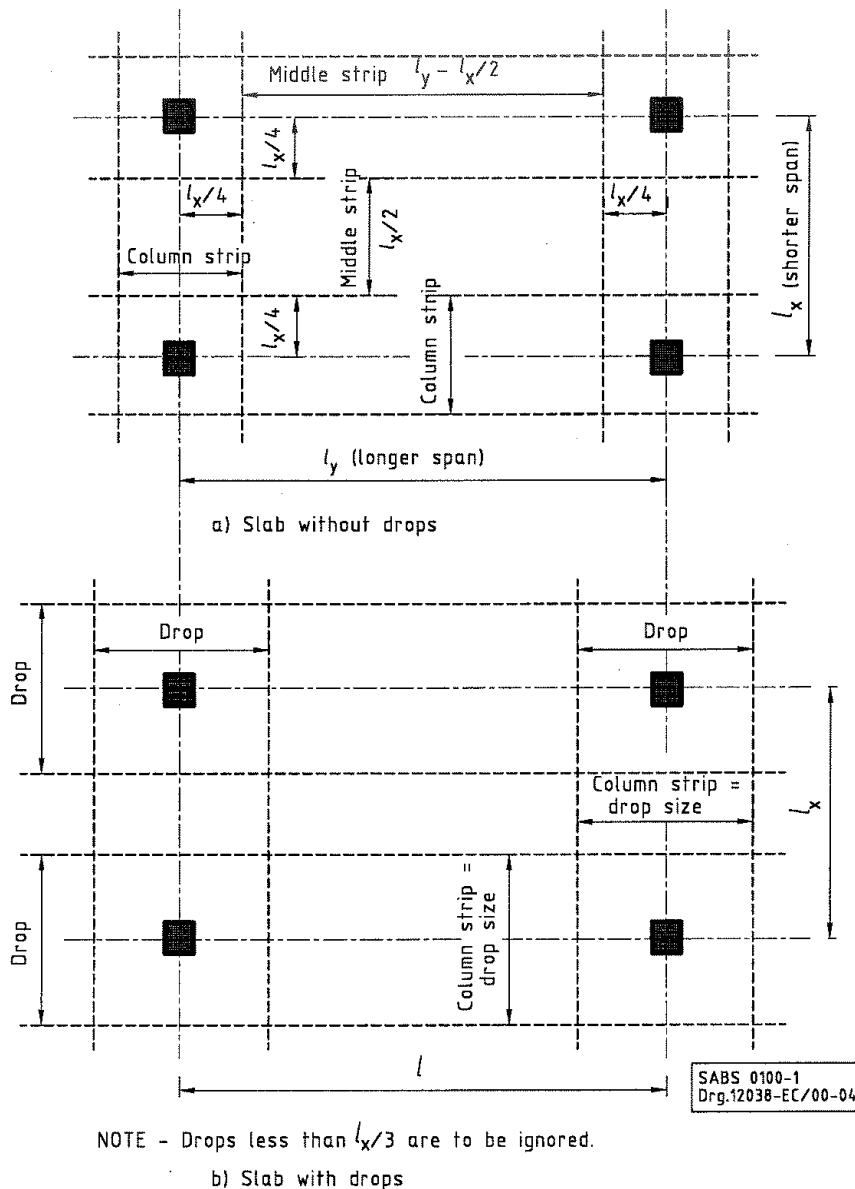 Middle strip l_y - l_x/2
l_x/4
l_x/4
Middle strip
l_x/2
l_x/4
l_x (shorter span)
Column strip
l_x/4
Column strip
l_y (longer span)
a) Slab without drops
Drop
Drop
Drop
Column strip =
drop size
l_x
Drop
Column strip =
drop size
l
SABS 0100-1
Drg.12038-EC/00-04
NOTE - Drops less than l_x/3 are to be ignored.
b) Slab with drops